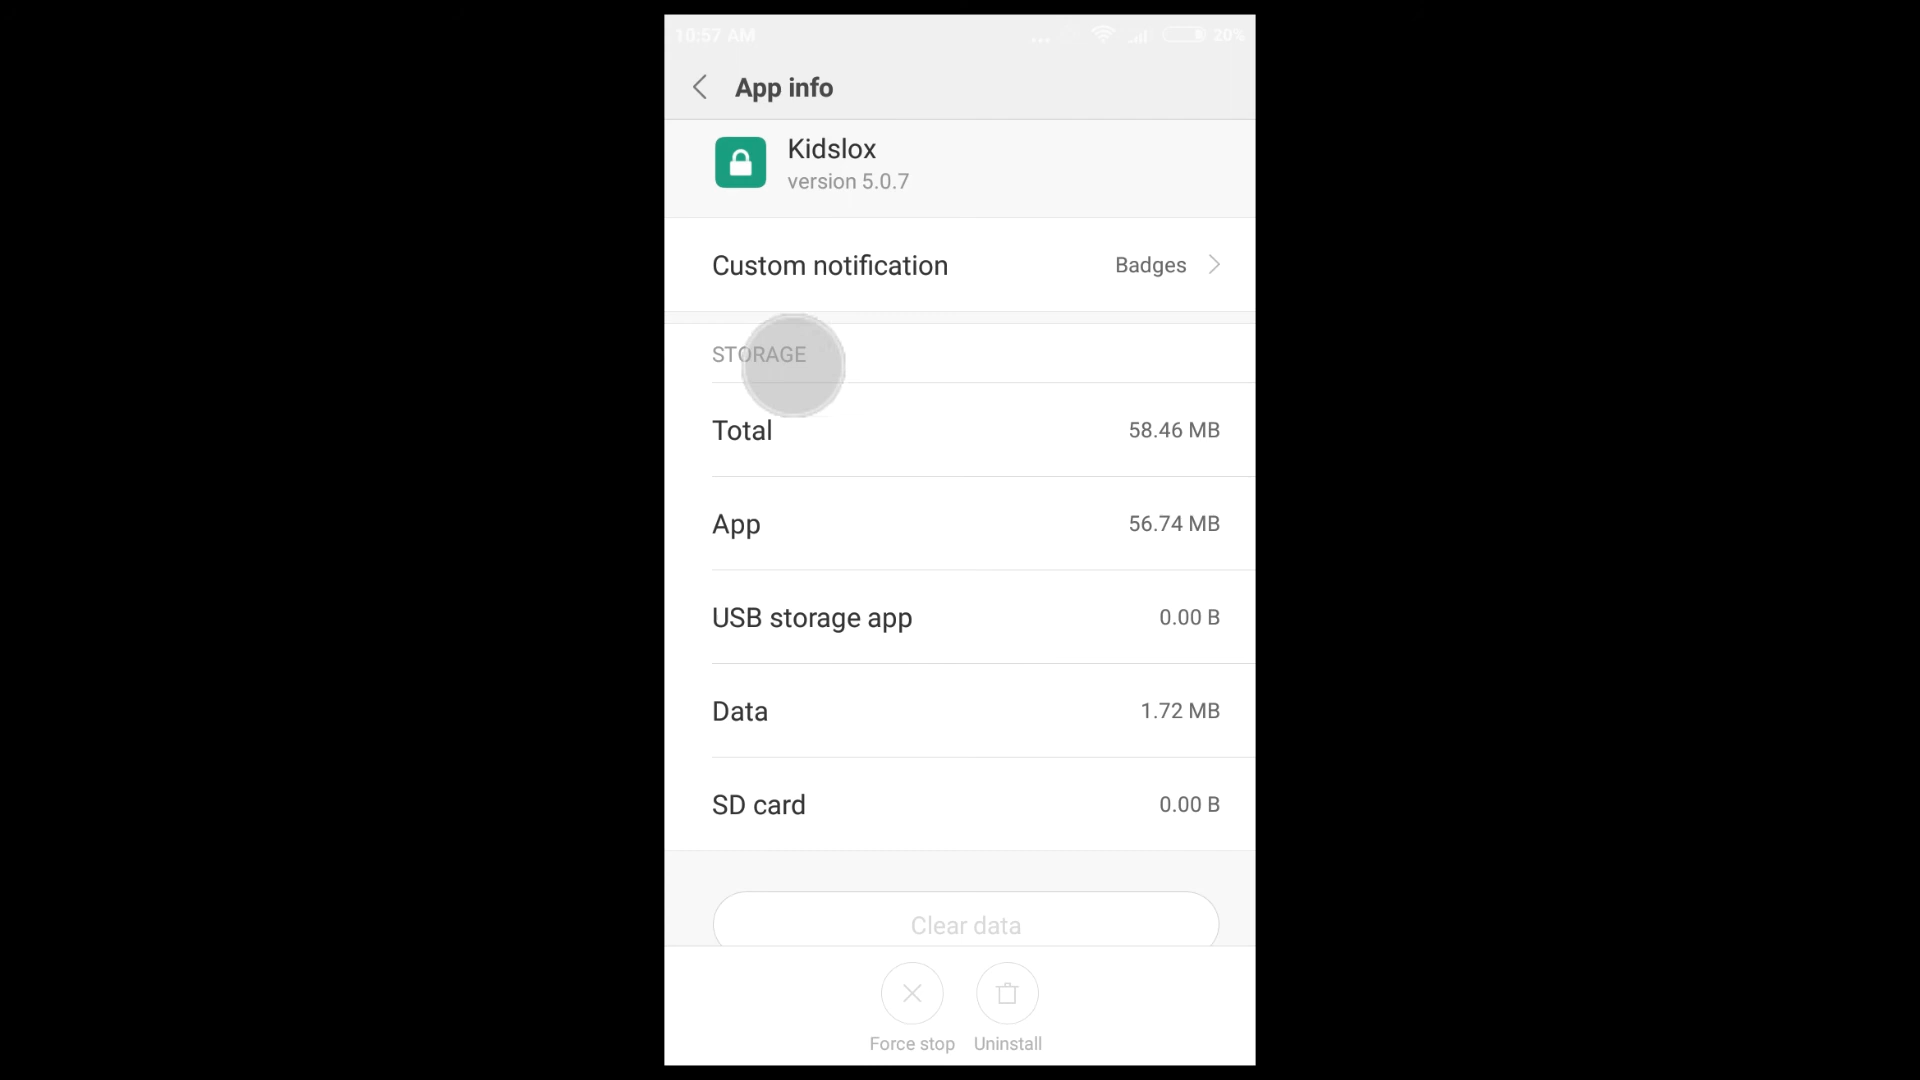 10:57 AM 20%
App info
Kidslox
version 5.0.7
Custom notification Badges
STORAGE
Total 58.46 MB
App 56.74 MB
USB storage app 0.00 B
Data 1.72 MB
SD card 0.00 B
Clear data
Force stop Uninstall